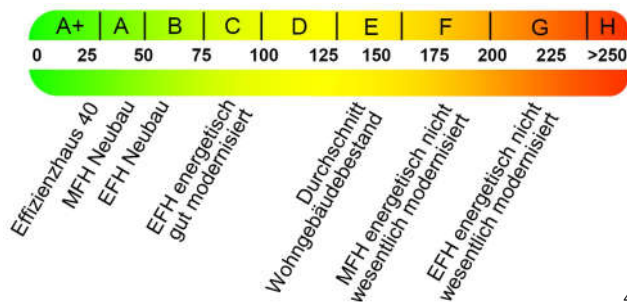 A+ A B C D E F G H
0 25 50 75 100 125 150 175 200 225 >250
Effizienzhaus 40
MFH Neubau
EFH Neubau
EFH energetisch
gut modernisiert
Durchschnitt
Wohngebäudebestand
MFH energetisch nicht
wesentlich modernisiert
EFH energetisch nicht
wesentlich modernisiert